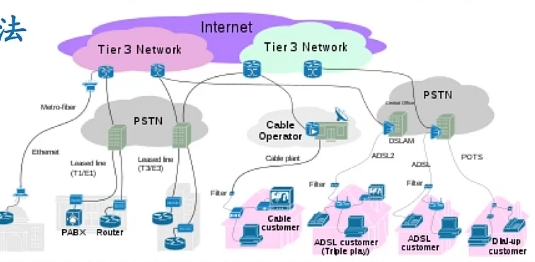 法
Internet
Tier 3 Network
Tier 3 Network
Metro-fiber
PSTN
Central Office
PSTN
Cable
Operator
DSLAM
Ethernet
Leased line
(T1/E1)
Leased line
(T3/E3)
Cable plant
ADSL2
ADSL
POTS
Filter
Filter
Filter
PABX
Router
Cable
customer
ADSL customer
(Triple play)
ADSL
customer
Dial-up
customer